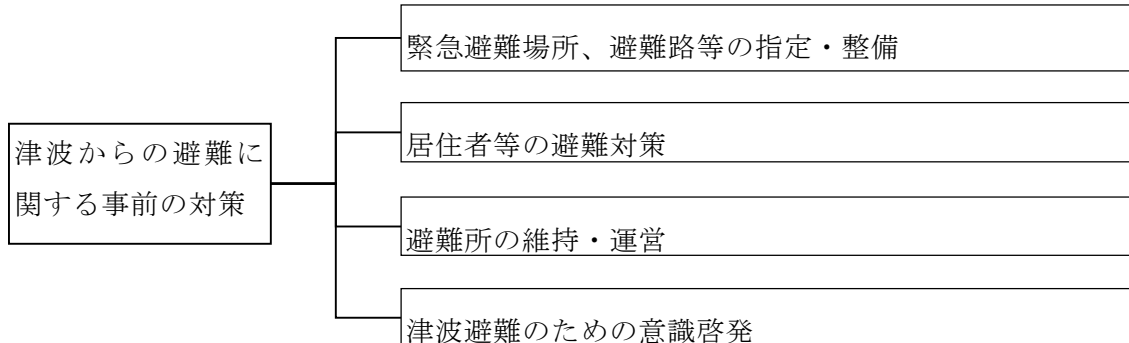 緊急避難場所、避難路等の指定・整備
居住者等の避難対策
津波からの避難に
関する事前の対策
避難所の維持・運営
津波避難のための意識啓発